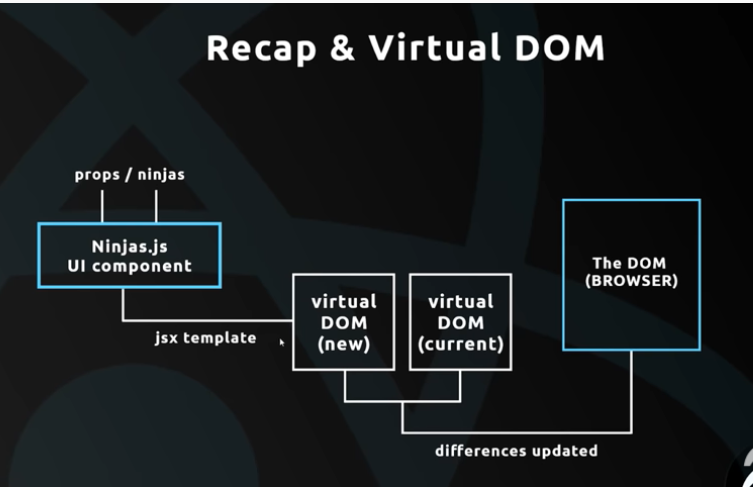 Recap & Virtual DOM
props / ninjas
Ninjas.js
UI component
jsx template
virtual
DOM
(new)
virtual
DOM
(current)
The DOM
(BROWSER)
differences updated